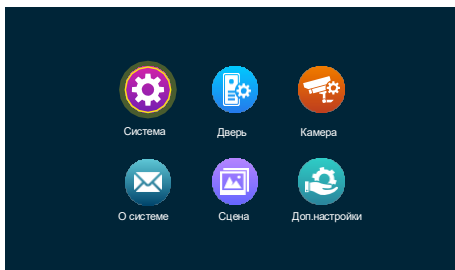 Система
Дверь
Камера
О системе
Сцена
Доп.настройки